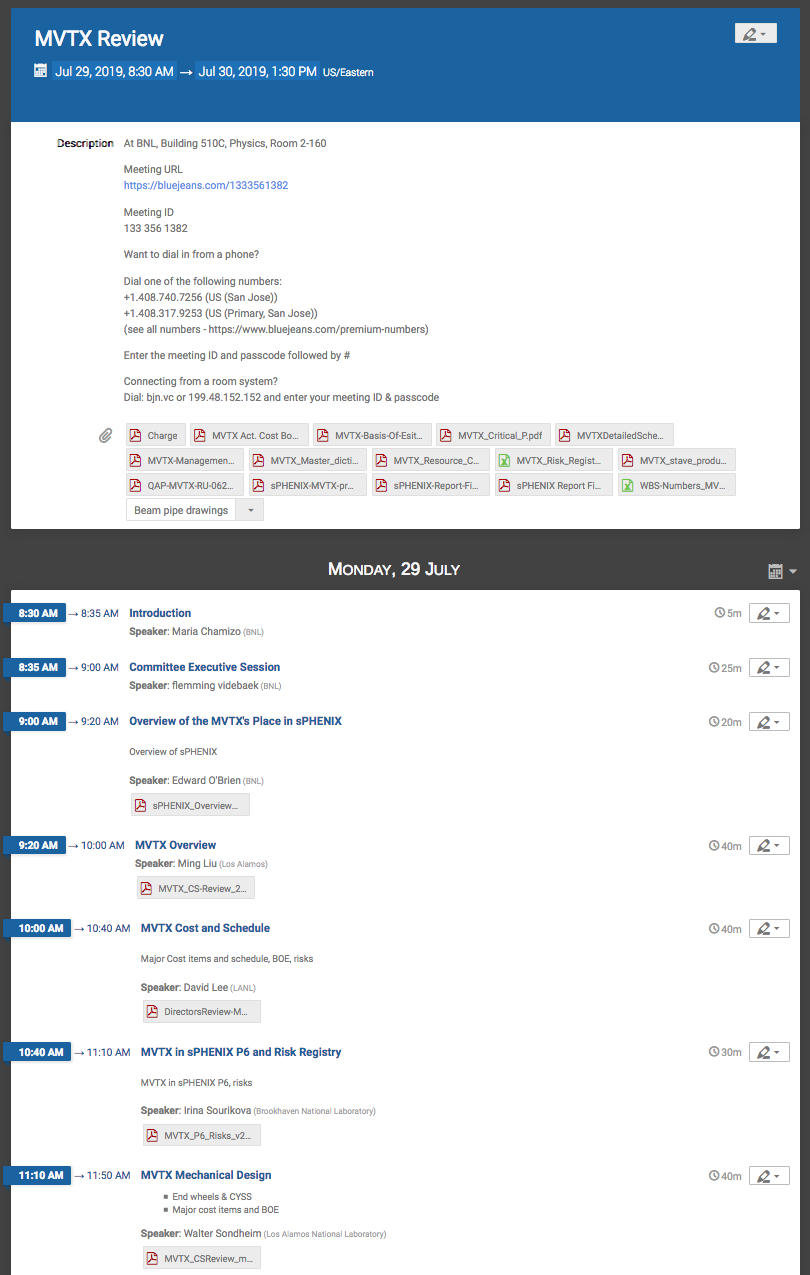 MVTX Review
Jul 29, 2019, 8:30 AM → Jul 30, 2019, 1:30 PM US/Eastern
Description At BNL, Building 510C, Physics, Room 2-160
Meeting URL
https://bluejeans.com/1333561382
Meeting ID
133 356 1382
Want to dial in from a phone?
Dial one of the following numbers:
+1.408.740.7256 (US (San Jose))
+1.408.317.9253 (US (Primary, San Jose))
(see all numbers - https://www.bluejeans.com/premium-numbers)
Enter the meeting ID and passcode followed by #
Connecting from a room system?
Dial: bjn.vc or 199.48.152.152 and enter your meeting ID & passcode
Charge MVTX Act. Cost Bo... MVTX-Basis-Of-Esit... MVTX_Critical_P.pdf MVTXDetailedSche...
MVTX-Managemen... MVTX_Master_dicti... MVTX_Resource_C... MVTX_Risk_Regist... MVTX_stave_produ...
QAP-MVTX-RU-062... sPHENIX-MVTX-pr... sPHENIX-Report-Fi... sPHENIX Report Fi... WBS-Numbers_MV...
Beam pipe drawings
MONDAY, 29 JULY
8:30 AM → 8:35 AM Introduction 5m
Speaker: Maria Chamizo (BNL)
8:35 AM → 9:00 AM Committee Executive Session 25m
Speaker: flemming videbaek (BNL)
9:00 AM → 9:20 AM Overview of the MVTX's Place in sPHENIX 20m
Overview of sPHENIX
Speaker: Edward O'Brien (BNL)
sPHENIX_Overview...
9:20 AM → 10:00 AM MVTX Overview 40m
Speaker: Ming Liu (Los Alamos)
MVTX_CS-Review_2...
10:00 AM → 10:40 AM MVTX Cost and Schedule 40m
Major Cost items and schedule, BOE, risks
Speaker: David Lee (LANL)
DirectorsReview-M...
10:40 AM → 11:10 AM MVTX in sPHENIX P6 and Risk Registry 30m
MVTX in sPHENIX P6, risks
Speaker: Irina Sourikova (Brookhaven National Laboratory)
MVTX_P6_Risks_v2...
11:10 AM → 11:50 AM MVTX Mechanical Design 40m
End wheels & CYSS
Major cost items and BOE
Speaker: Walter Sondheim (Los Alamos National Laboratory)
MVTX_CSReview_m...